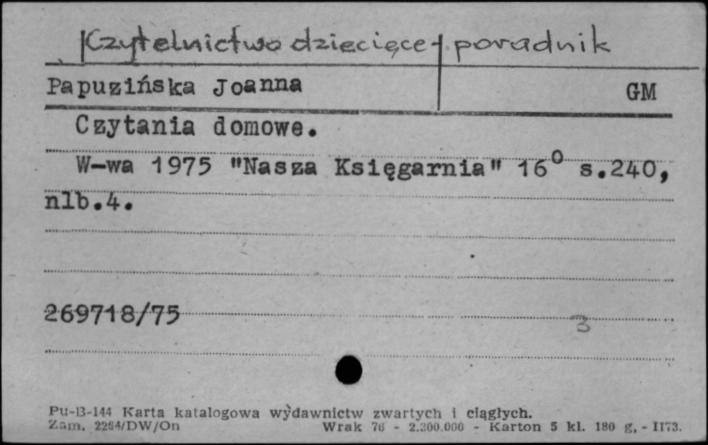 Czytelnictwo dziecięce - poradnik
Papuzińska Joanna GM
Czytania domowe.
W-wa 1975 "Nasza Księgarnia" 16⁰ s.240,
nlb.4.
269718/75 3
Pu-13-144 Karta katalogowa wydawnictw zwartych i ciągłych.
Zam. 2264/DW/On Wrak 76 - 2.300.000 - Karton 5 kl. 180 g, - II73.